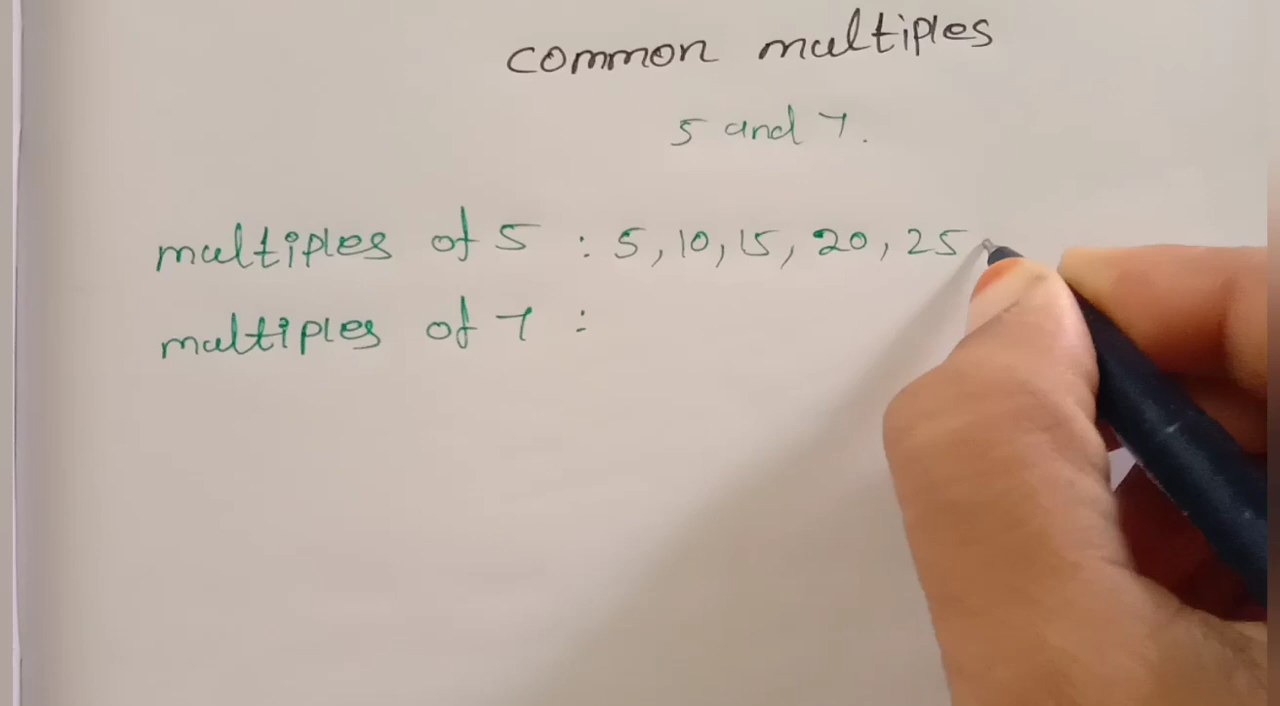 common multiples
5 and 7.
multiples of 5 : 5, 10, 15, 20, 25
multiples of 7 :